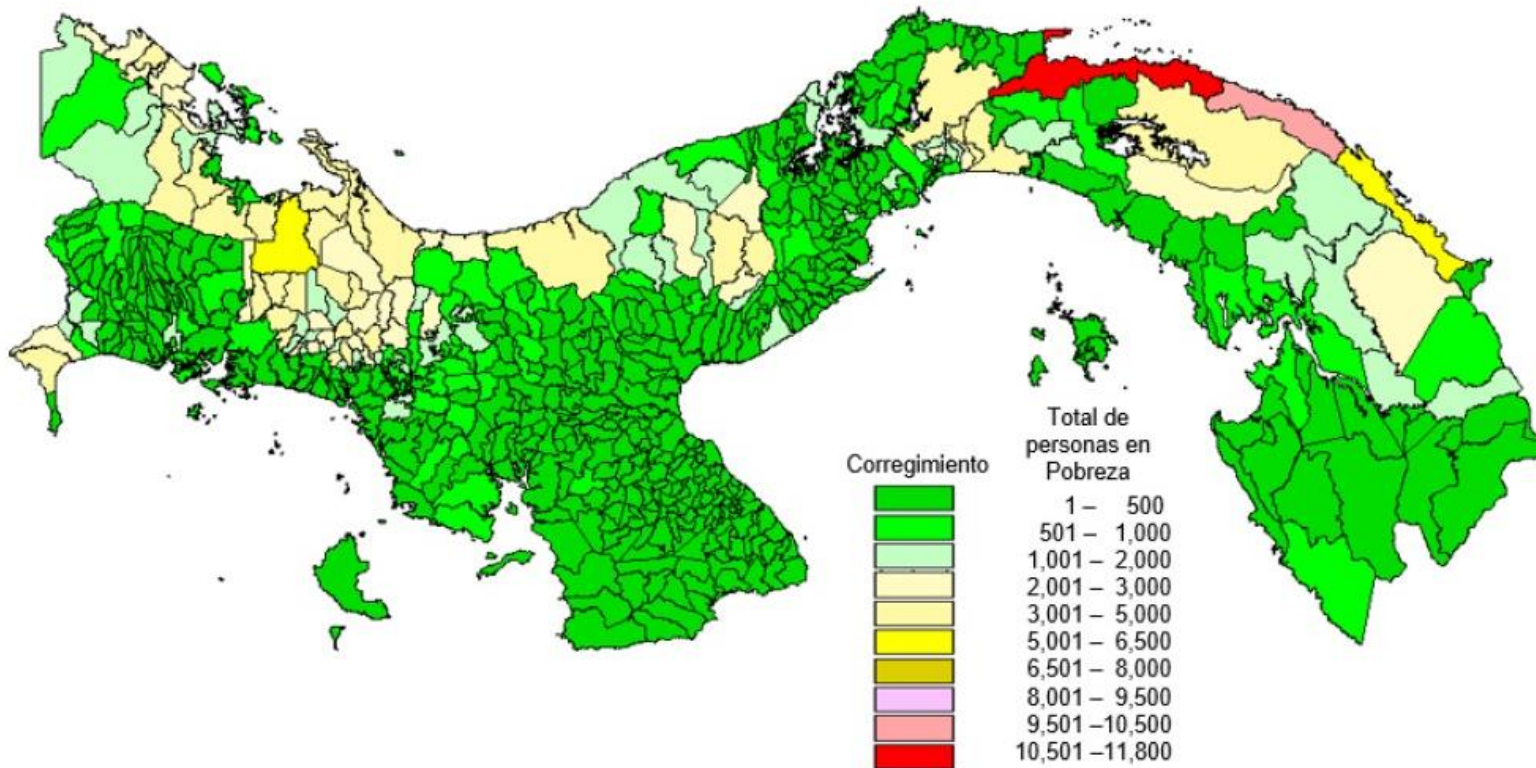 Total de
personas en
Pobreza
Corregimiento
1 – 500
501 – 1,000
1,001 – 2,000
2,001 – 3,000
3,001 – 5,000
5,001 – 6,500
6,501 – 8,000
8,001 – 9,500
9,501 –10,500
10,501 –11,800